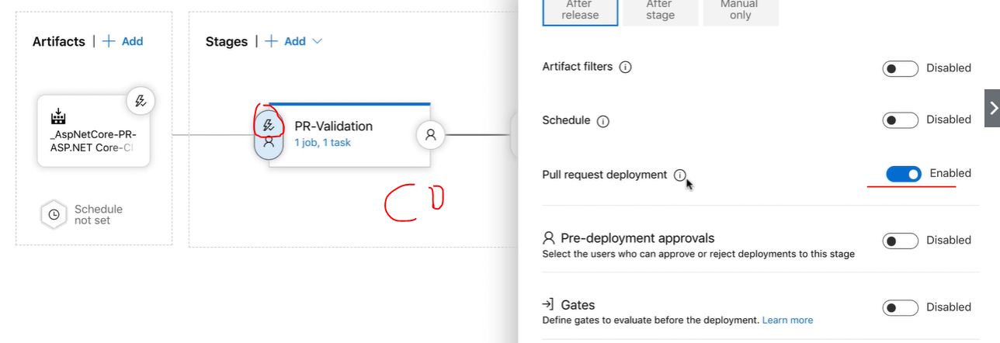 Artifacts | + Add
_AspNetCore-PR-
ASP.NET Core-CI
Schedule
not set
Stages | + Add
PR-Validation
1 job, 1 task
CD
After
release
After
stage
Manual
only
Artifact filters
Disabled
Schedule
Disabled
Pull request deployment
Enabled
Pre-deployment approvals
Select the users who can approve or reject deployments to this stage
Disabled
Gates
Define gates to evaluate before the deployment. Learn more
Disabled